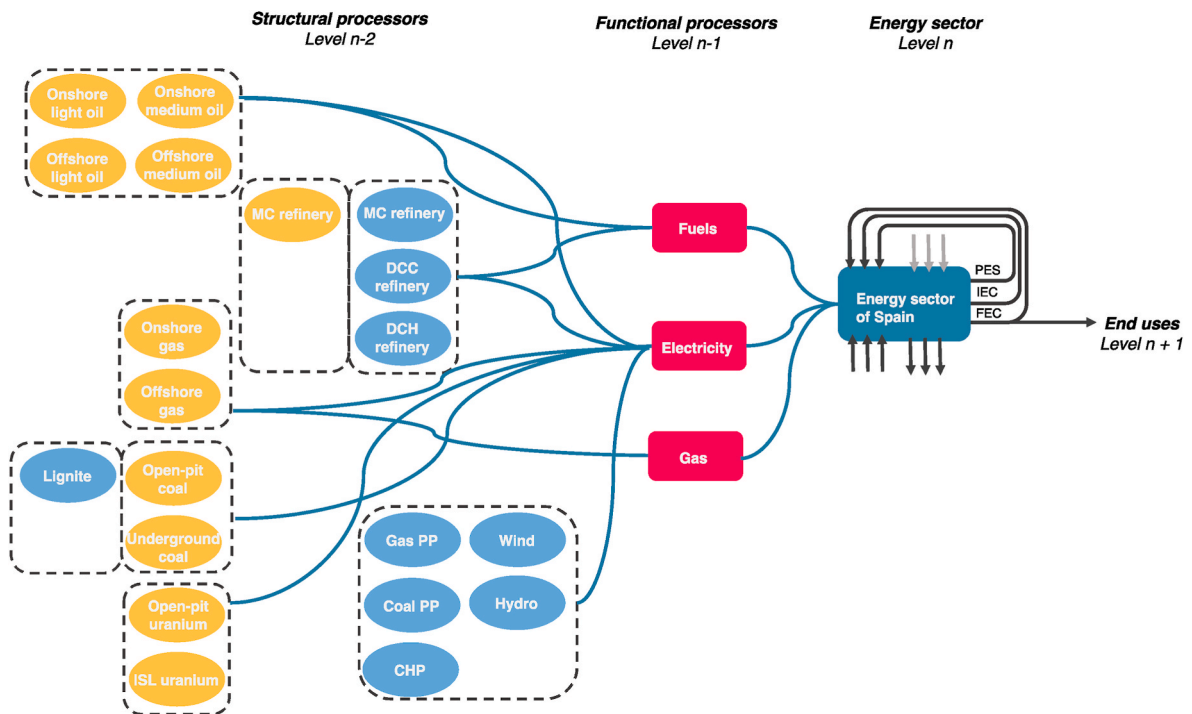 Structural processors
Level n-2
Functional processors
Level n-1
Energy sector
Level n
Onshore
light oil
Onshore
medium oil
Offshore
light oil
Offshore
medium oil
MC refinery
MC refinery
DCC
refinery
DCH
refinery
Fuels
Electricity
Gas
PES
IEC
FEC
Energy sector
of Spain
End uses
Level n + 1
Onshore
gas
Offshore
gas
Lignite
Open-pit
coal
Underground
coal
Open-pit
uranium
ISL uranium
Gas PP
Wind
Coal PP
Hydro
CHP